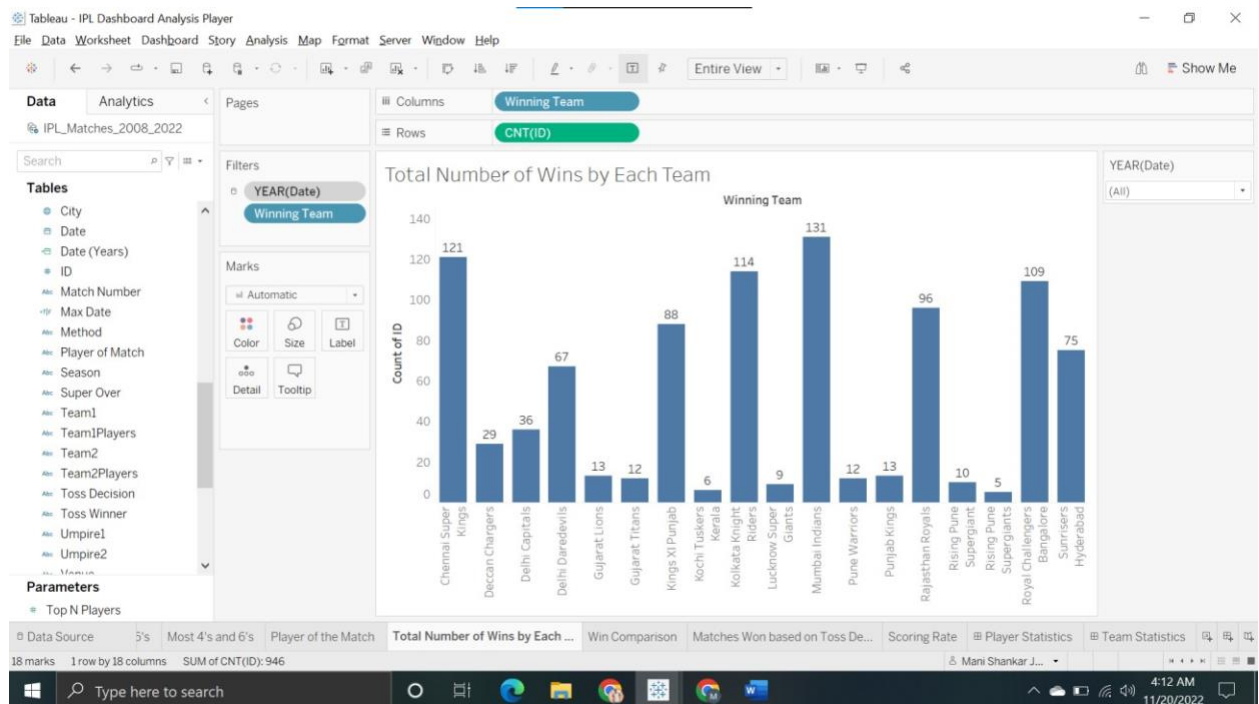 Tableau - IPL Dashboard Analysis Player
File Data Worksheet Dashboard Story Analysis Map Format Server Window Help
Entire View
Show Me
Data Analytics
IPL_Matches_2008_2022
Search
Tables
City
Date
Date (Years)
ID
Match Number
Max Date
Method
Player of Match
Season
Super Over
Team1
Team1Players
Team2
Team2Players
Toss Decision
Toss Winner
Umpire1
Umpire2
Parameters
Top N Players
Pages
Filters
YEAR(Date)
Winning Team
Marks
Automatic
Color Size Label
Detail Tooltip
Columns Winning Team
Rows CNT(ID)
Total Number of Wins by Each Team
Winning Team
Count of ID
140
120
100
80
60
40
20
0
121
29
36
67
13
12
88
6
114
9
131
12
13
96
10
5
109
75
Chennai Super
Kings
Deccan Chargers
Delhi Capitals
Delhi Daredevils
Gujarat Lions
Gujarat Titans
Kings XI Punjab
Kochi Tuskers
Kerala
Kolkata Knight
Riders
Lucknow Super
Giants
Mumbai Indians
Pune Warriors
Punjab Kings
Rajasthan Royals
Rising Pune
Supergiant
Rising Pune
Supergiants
Royal Challengers
Bangalore
Sunrisers
Hyderabad
YEAR(Date)
(All)
Data Source 5's Most 4's and 6's Player of the Match Total Number of Wins by Each ... Win Comparison Matches Won based on Toss De... Scoring Rate Player Statistics Team Statistics
18 marks 1 row by 18 columns SUM of CNT(ID): 946 Mani Shankar J...
Type here to search
4:12 AM
11/20/2022